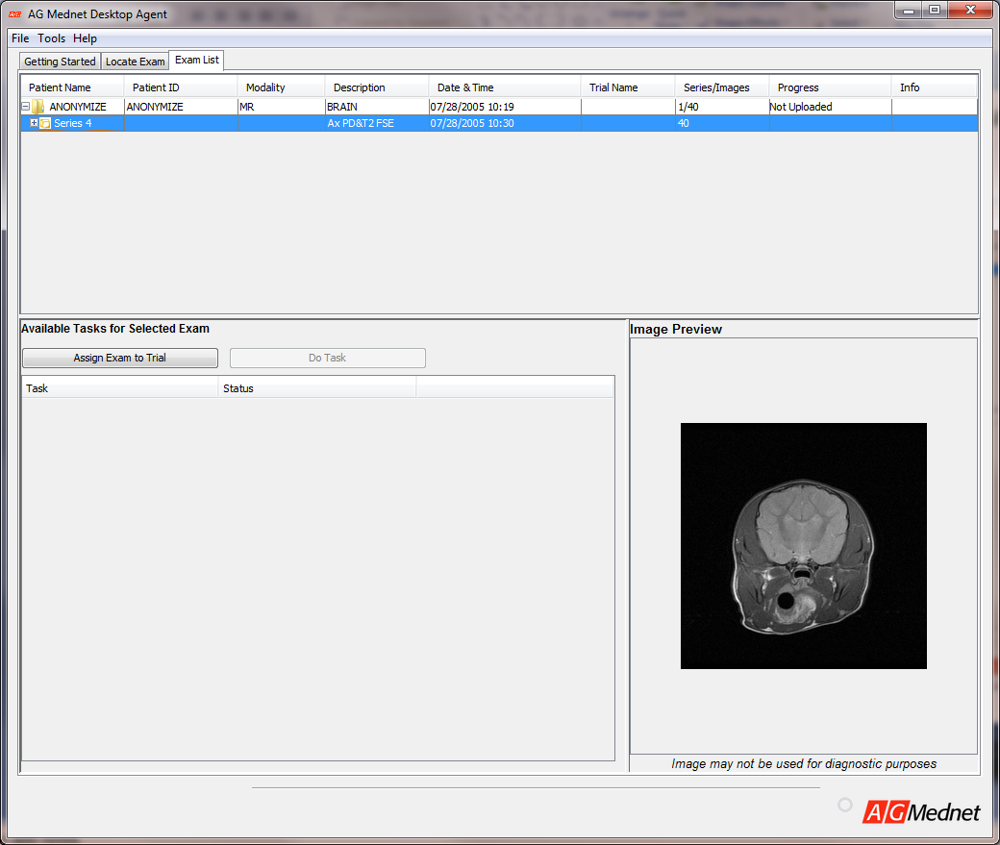 AG Mednet Desktop Agent
File Tools Help
Getting Started Locate Exam Exam List
Patient Name Patient ID Modality Description Date & Time Trial Name Series/Images Progress Info
ANONYMIZE ANONYMIZE MR BRAIN 07/28/2005 10:19 1/40 Not Uploaded
Series 4 Ax PD&T2 FSE 07/28/2005 10:30 40
Available Tasks for Selected Exam
Image Preview
Assign Exam to Trial Do Task
Task Status
Image may not be used for diagnostic purposes
AG Mednet